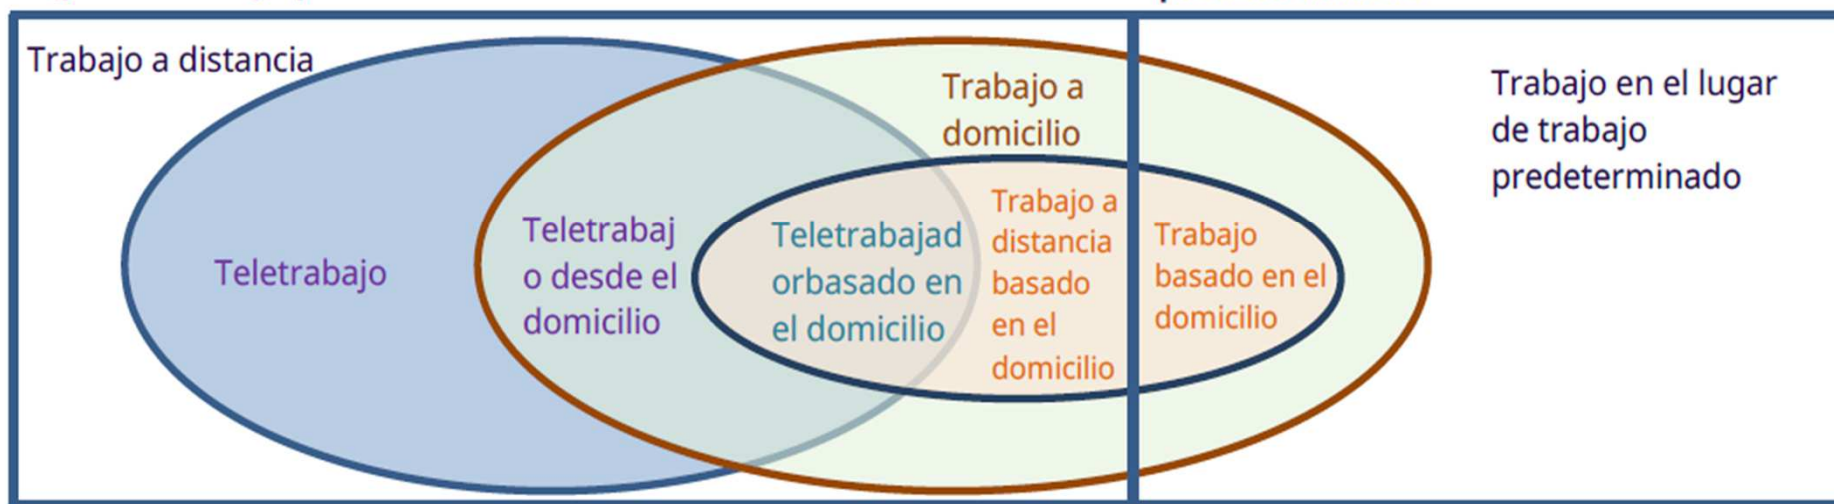 Trabajo a distancia
Trabajo a
domicilio
Trabajo en el lugar
de trabajo
predeterminado
Teletrabajo
Teletrabaj
o desde el
domicilio
Teletrabajad
orbasado en
el domicilio
Trabajo a
distancia
basado
en el
domicilio
Trabajo
basado en el
domicilio